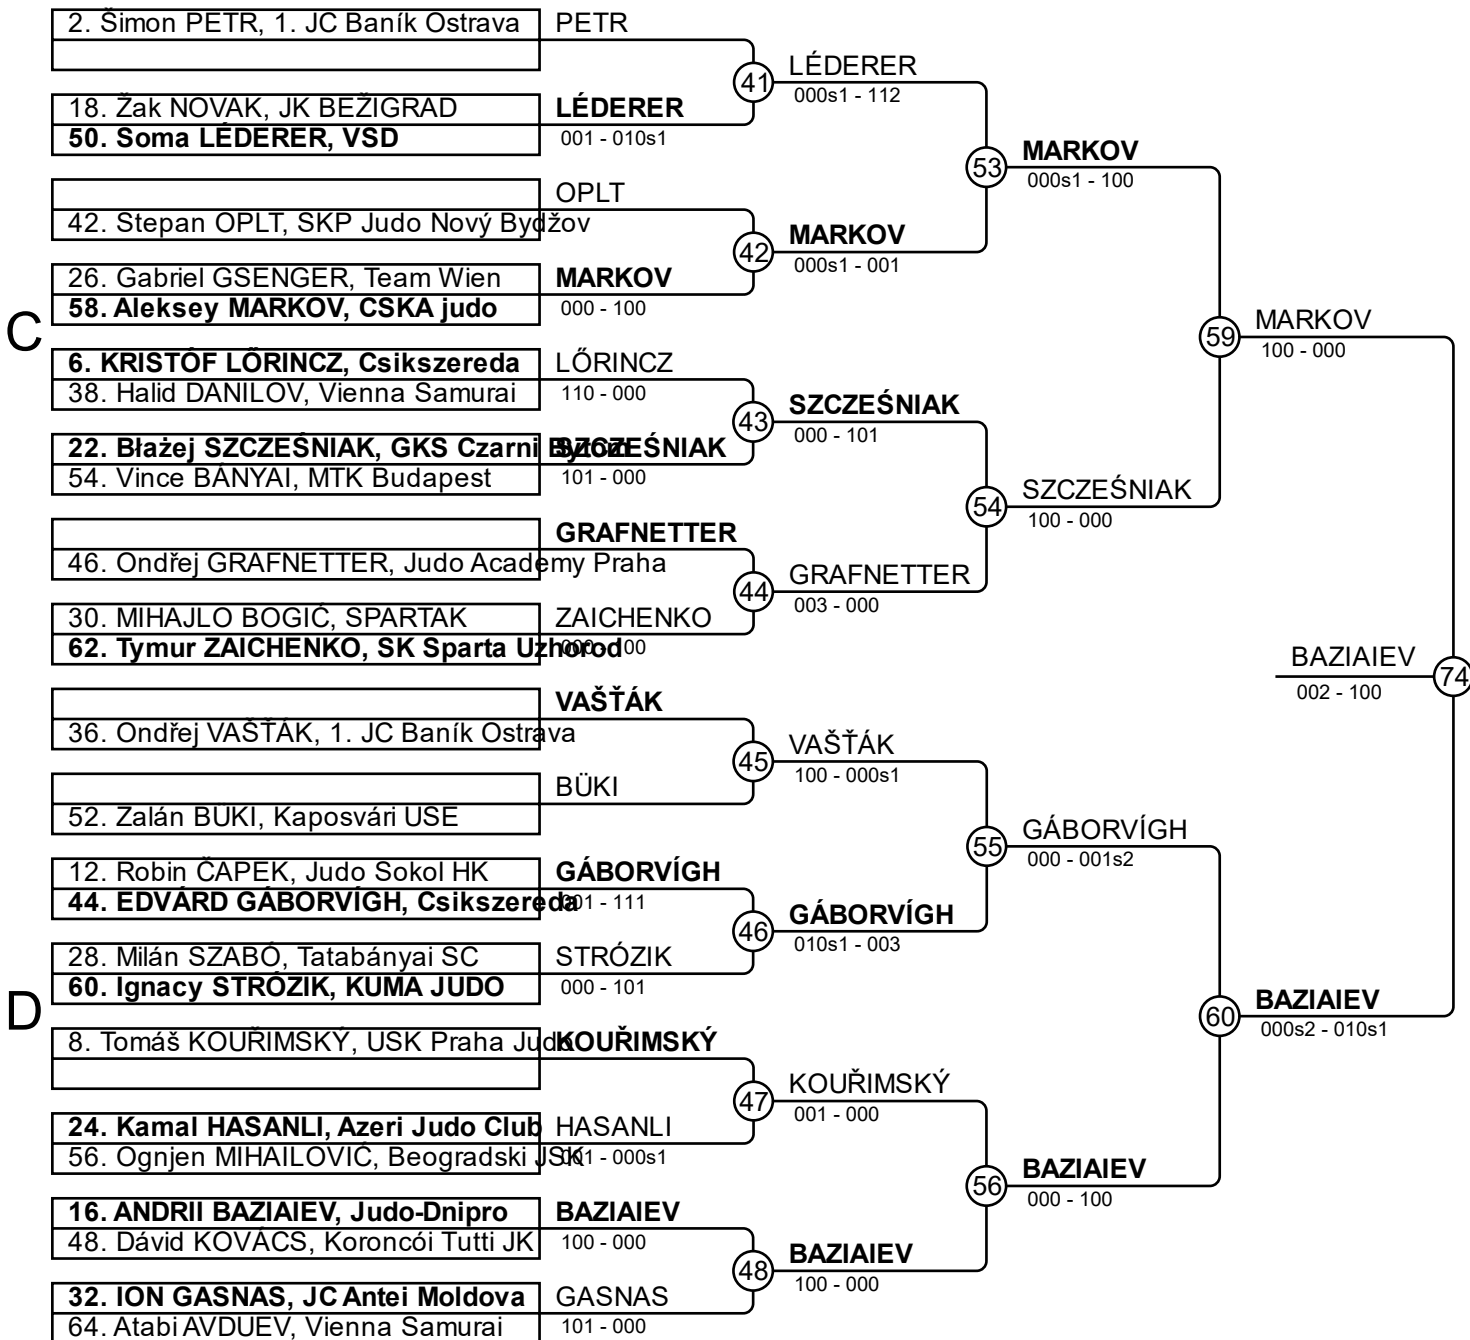 2. Šimon PETR, 1. JC Baník Ostrava
PETR
41
LÉDERER
000s1 - 112
18. Žak NOVAK, JK BEŽIGRAD
50. Soma LÉDERER, VSD
LÉDERER
001 - 010s1
53
MARKOV
000s1 - 100
OPLT
42. Stepan OPLT, SKP Judo Nový Bydžov
42
MARKOV
000s1 - 001
26. Gabriel GSENGER, Team Wien
58. Aleksey MARKOV, CSKA judo
MARKOV
000 - 100
C
59
MARKOV
100 - 000
6. KRISTÓF LŐRINCZ, Csikszereda
38. Halid DANILOV, Vienna Samurai
LŐRINCZ
110 - 000
43
SZCZEŚNIAK
000 - 101
22. Błażej SZCZEŚNIAK, GKS Czarni Bytom
54. Vince BÁNYAI, MTK Budapest
SZCZEŚNIAK
101 - 000
54
SZCZEŚNIAK
100 - 000
GRAFNETTER
46. Ondřej GRAFNETTER, Judo Academy Praha
44
GRAFNETTER
003 - 000
30. MIHAJLO BOGIĆ, SPARTAK
62. Tymur ZAICHENKO, SK Sparta Uzhorod
ZAICHENKO
000 - 100
BAZIAIEV
002 - 100
74
VAŠŤÁK
36. Ondřej VAŠŤÁK, 1. JC Baník Ostrava
45
VAŠŤÁK
100 - 000s1
BÜKI
52. Zalán BÜKI, Kaposvári USE
55
GÁBORVÍGH
000 - 001s2
12. Robin ČAPEK, Judo Sokol HK
44. EDVÁRD GÁBORVÍGH, Csikszereda
GÁBORVÍGH
001 - 111
46
GÁBORVÍGH
010s1 - 003
28. Milán SZABÓ, Tatabányai SC
60. Ignacy STRÓZIK, KUMA JUDO
STRÓZIK
000 - 101
D
60
BAZIAIEV
000s2 - 010s1
8. Tomáš KOUŘIMSKÝ, USK Praha Judo
KOUŘIMSKÝ
47
KOUŘIMSKÝ
001 - 000
24. Kamal HASANLI, Azeri Judo Club
56. Ognjen MIHAILOVIĆ, Beogradski JSK
HASANLI
001 - 000s1
56
BAZIAIEV
000 - 100
16. ANDRII BAZIAIEV, Judo-Dnipro
48. Dávid KOVÁCS, Koroncói Tutti JK
BAZIAIEV
100 - 000
48
BAZIAIEV
100 - 000
32. ION GASNAS, JC Antei Moldova
64. Atabi AVDUEV, Vienna Samurai
GASNAS
101 - 000